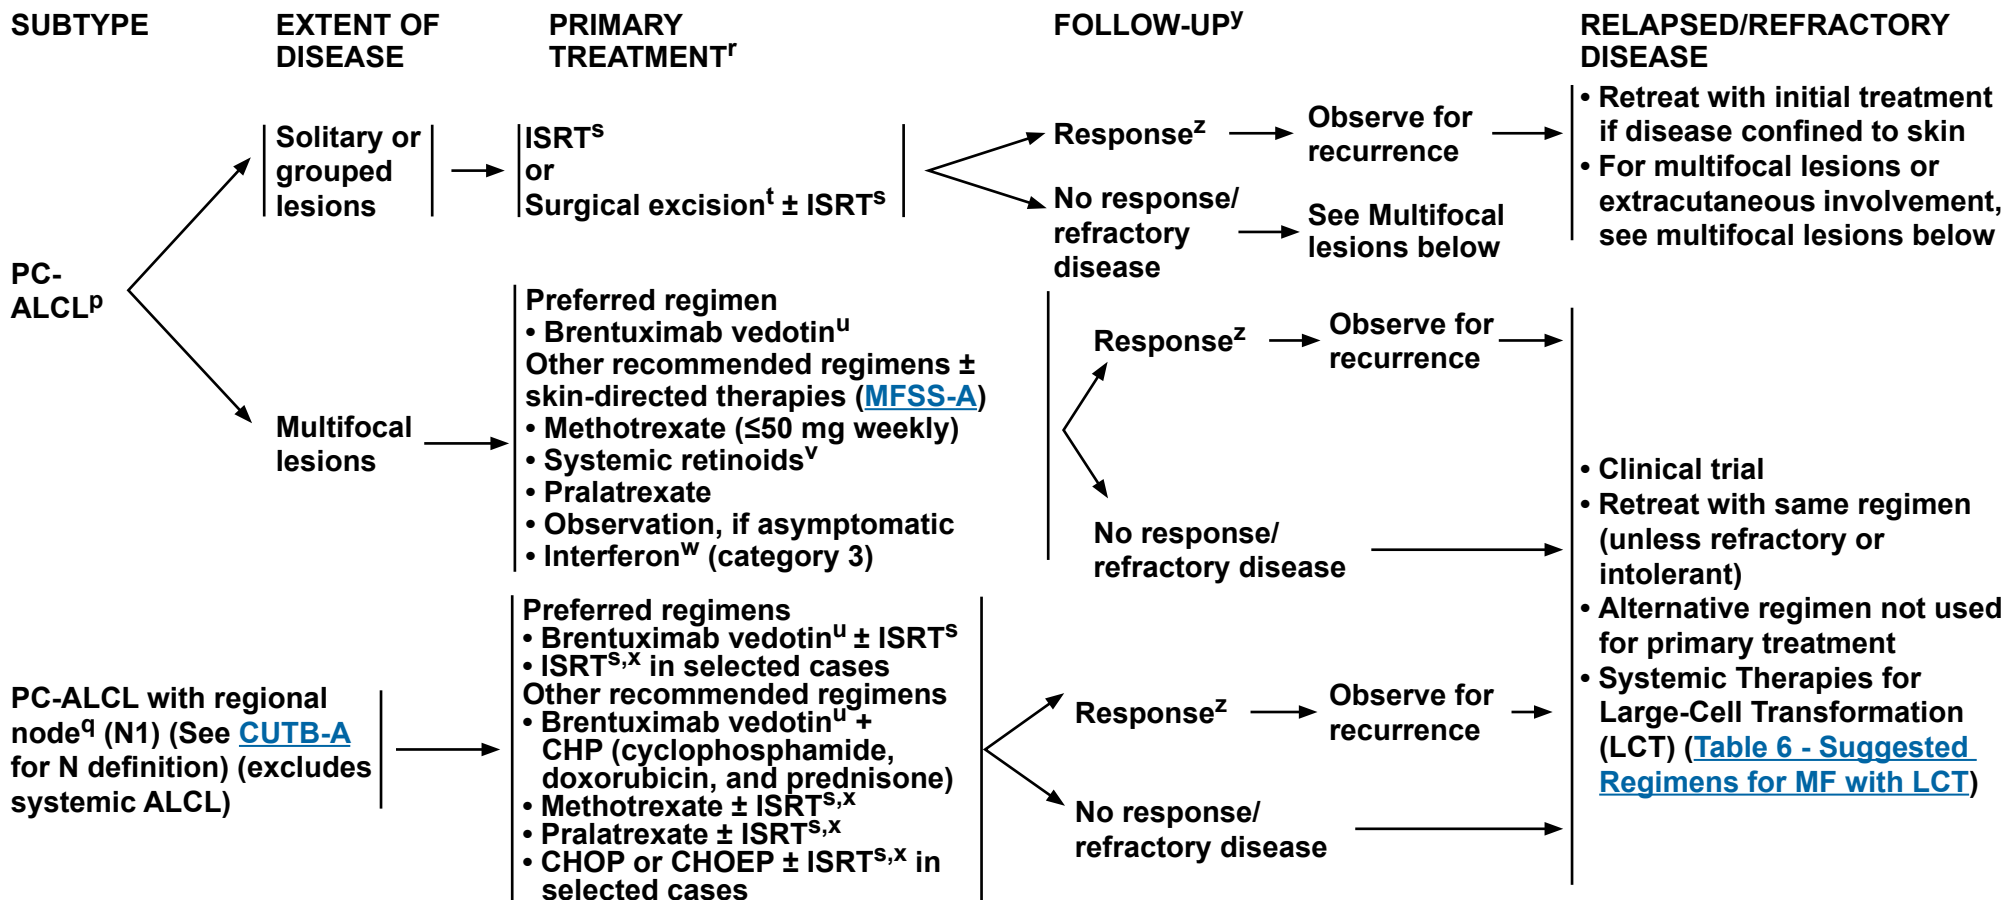 SUBTYPE
EXTENT OF
DISEASE
PRIMARY
TREATMENTʳ
FOLLOW-UPʸ
RELAPSED/REFRACTORY
DISEASE
PC-
ALCLᵖ
Solitary or
grouped
lesions
ISRTˢ
or
Surgical excisionᵗ ± ISRTˢ
Responseᶻ
Observe for
recurrence
No response/
refractory
disease
See Multifocal
lesions below
• Retreat with initial treatment
if disease confined to skin
• For multifocal lesions or
extracutaneous involvement,
see multifocal lesions below
Multifocal
lesions
Preferred regimen
• Brentuximab vedotinᵘ
Other recommended regimens ±
skin-directed therapies (MFSS-A)
• Methotrexate (≤50 mg weekly)
• Systemic retinoidsᵛ
• Pralatrexate
• Observation, if asymptomatic
• Interferonʷ (category 3)
Responseᶻ
Observe for
recurrence
No response/
refractory disease
PC-ALCL with regional
node^q (N1) (See CUTB-A
for N definition) (excludes
systemic ALCL)
Preferred regimens
• Brentuximab vedotinᵘ ± ISRTˢ
• ISRTˢ,ˣ in selected cases
Other recommended regimens
• Brentuximab vedotinᵘ +
CHP (cyclophosphamide,
doxorubicin, and prednisone)
• Methotrexate ± ISRTˢ,ˣ
• Pralatrexate ± ISRTˢ,ˣ
• CHOP or CHOEP ± ISRTˢ,ˣ in
selected cases
Responseᶻ
Observe for
recurrence
No response/
refractory disease
• Clinical trial
• Retreat with same regimen
(unless refractory or
intolerant)
• Alternative regimen not used
for primary treatment
• Systemic Therapies for
Large-Cell Transformation
(LCT) (Table 6 - Suggested
Regimens for MF with LCT)